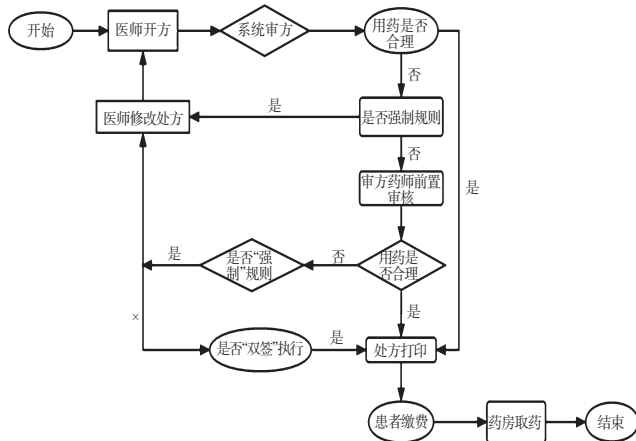 开始
医师开方
系统审方
用药是否
合理
否
医师修改处方
是
是否强制规则
否
审方药师前置
审核
是
是否“强
制”规则
是
否
用药是
否合理
×
是
是否“双签”执行
是
处方打印
患者缴费
药房取药
结束